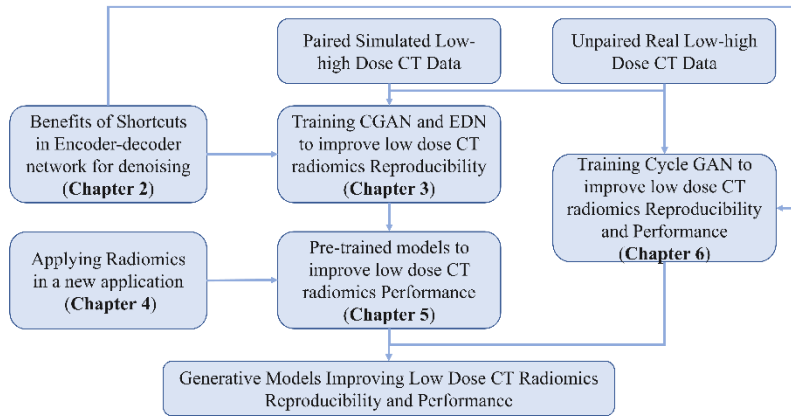 Paired Simulated Low-
high Dose CT Data
Unpaired Real Low-high
Dose CT Data
Benefits of Shortcuts
in Encoder-decoder
network for denoising
(Chapter 2)
Training CGAN and EDN
to improve low dose CT
radiomics Reproducibility
(Chapter 3)
Training Cycle GAN to
improve low dose CT
radiomics Reproducibility
and Performance
(Chapter 6)
Applying Radiomics
in a new application
(Chapter 4)
Pre-trained models to
improve low dose CT
radiomics Performance
(Chapter 5)
Generative Models Improving Low Dose CT Radiomics
Reproducibility and Performance